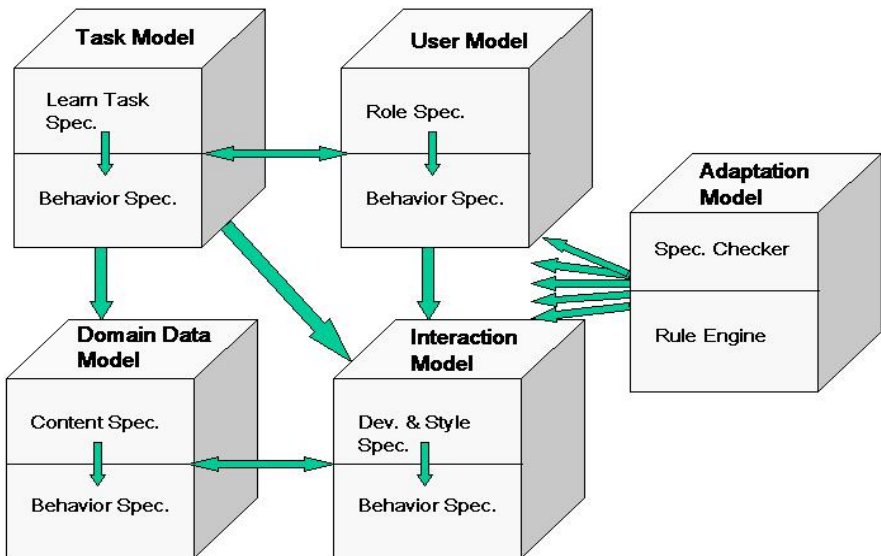 Task Model
Learn Task
Spec.
Behavior Spec.
User Model
Role Spec.
Behavior Spec.
Adaptation
Model
Spec. Checker
Rule Engine
Domain Data
Model
Content Spec.
Behavior Spec.
Interaction
Model
Dev. & Style
Spec.
Behavior Spec.